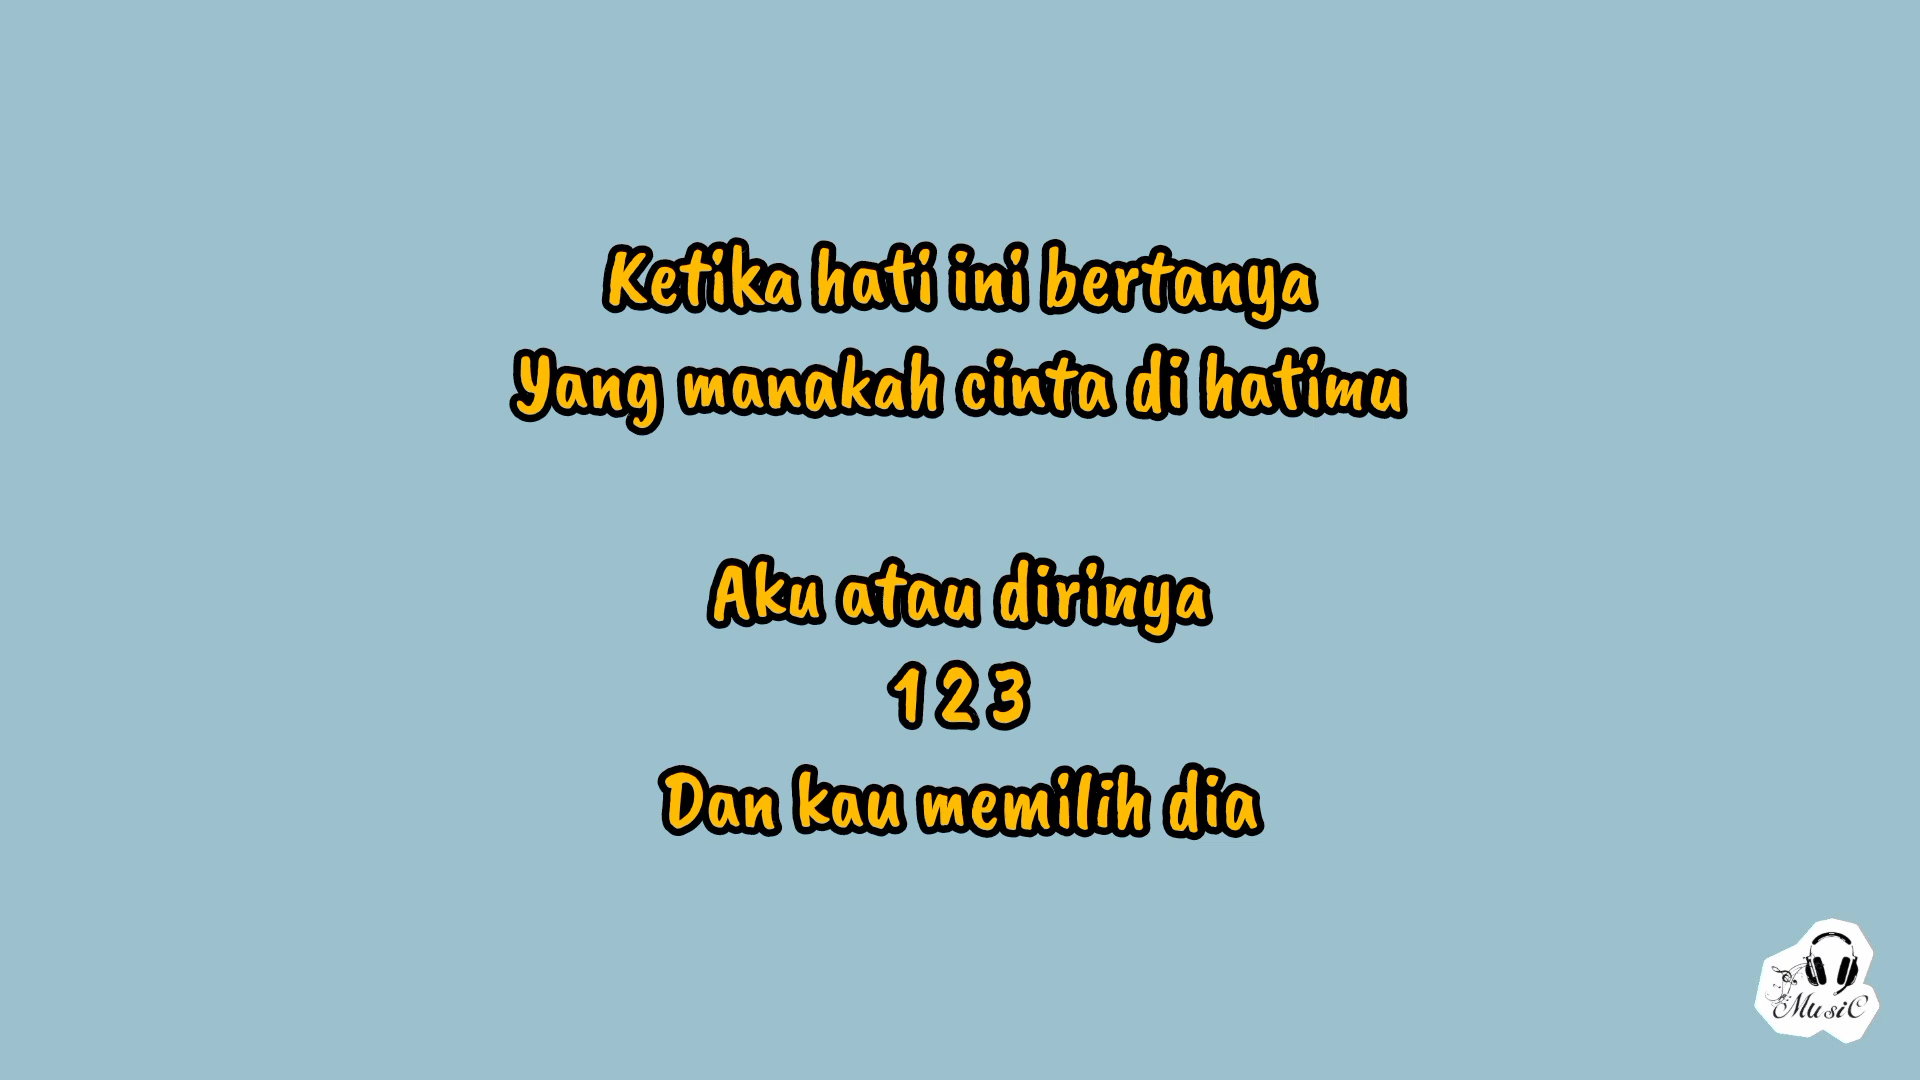 Ketika hati ini bertanya
Yang manakah cinta di hatimu
Aku atau dirinya
1 2 3
Dan kau memilih dia
MusiC